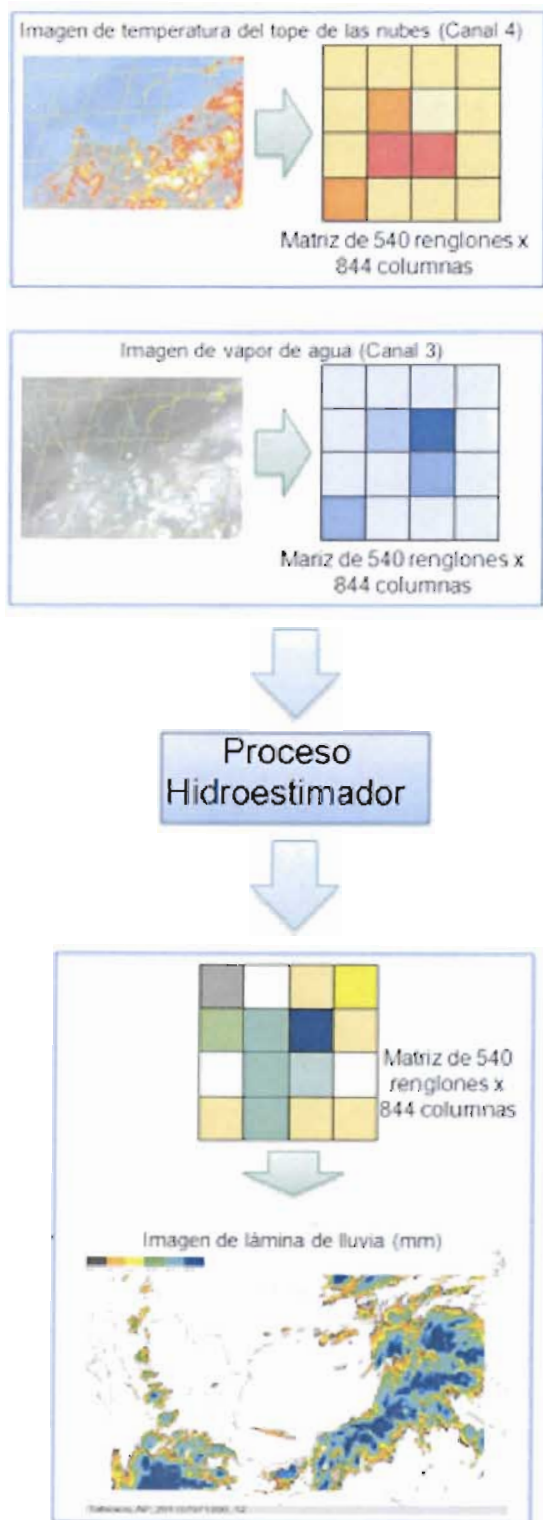 Imagen de temperatura del tope de las nubes (Canal 4)
Matriz de 540 renglones x
844 columnas
Imagen de vapor de agua (Canal 3)
Mariz de 540 renglones x
844 columnas
Proceso
Hidroestimador
Matriz de 540
renglones x
844 columnas
Imagen de lámina de lluvia (mm)